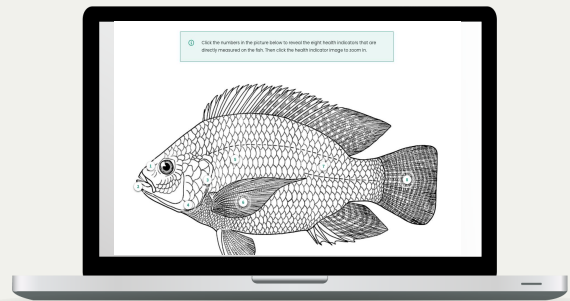 Click the numbers in the picture below to reveal the eight health indicators that are
directly measured on the fish. Then click the health indicator image to zoom in.